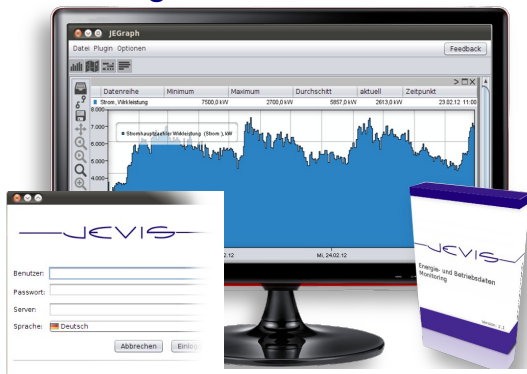 JEGraph
Datei Plugin Optionen
Feedback
Datenreihe Minimum Maximum Durchschitt aktuell Zeitpunkt
Strom, Wirkleistung 7500,0 kW 2700,0 kW 5857,0 kW 2613,0 kW 23.02.12 11:00
8.000
7.000
Stromhauptzähler Wirkleistung (Strom), kW
6.000
5.000
4.000
2.12
Mi, 24.02.12
JEVIS
Benutzer:
Passwort:
Server:
Sprache: Deutsch
Abbrechen Einlog
JEVIS
Energie- und Betriebsdaten
Monitoring